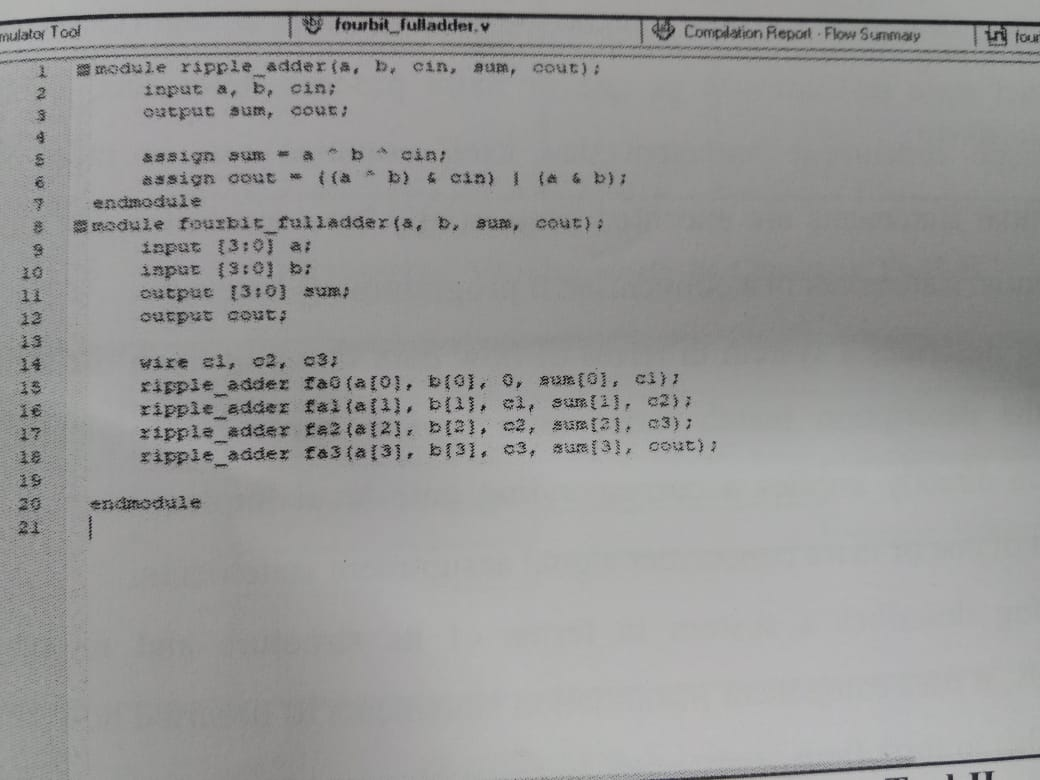 mulator Tool
fourbit_fulladder.v
Compilation Report - Flow Summary
four
1 module ripple_adder(a, b, cin, sum, cout);
2 input a, b, cin;
3 output sum, cout;
4
5 assign sum = a ^ b ^ cin;
6 assign cout = ((a ^ b) & cin) | (a & b);
7 endmodule
8 module fourbit_fulladder(a, b, sum, cout);
9 input [3:0] a;
10 input [3:0] b;
11 output [3:0] sum;
12 output cout;
13
14 wire c1, c2, c3;
15 ripple_adder fa0(a[0], b[0], 0, sum[0], c1);
16 ripple_adder fa1(a[1], b[1], c1, sum[1], c2);
17 ripple_adder fa2(a[2], b[2], c2, sum[2], c3);
18 ripple_adder fa3(a[3], b[3], c3, sum[3], cout);
19
20 endmodule
21